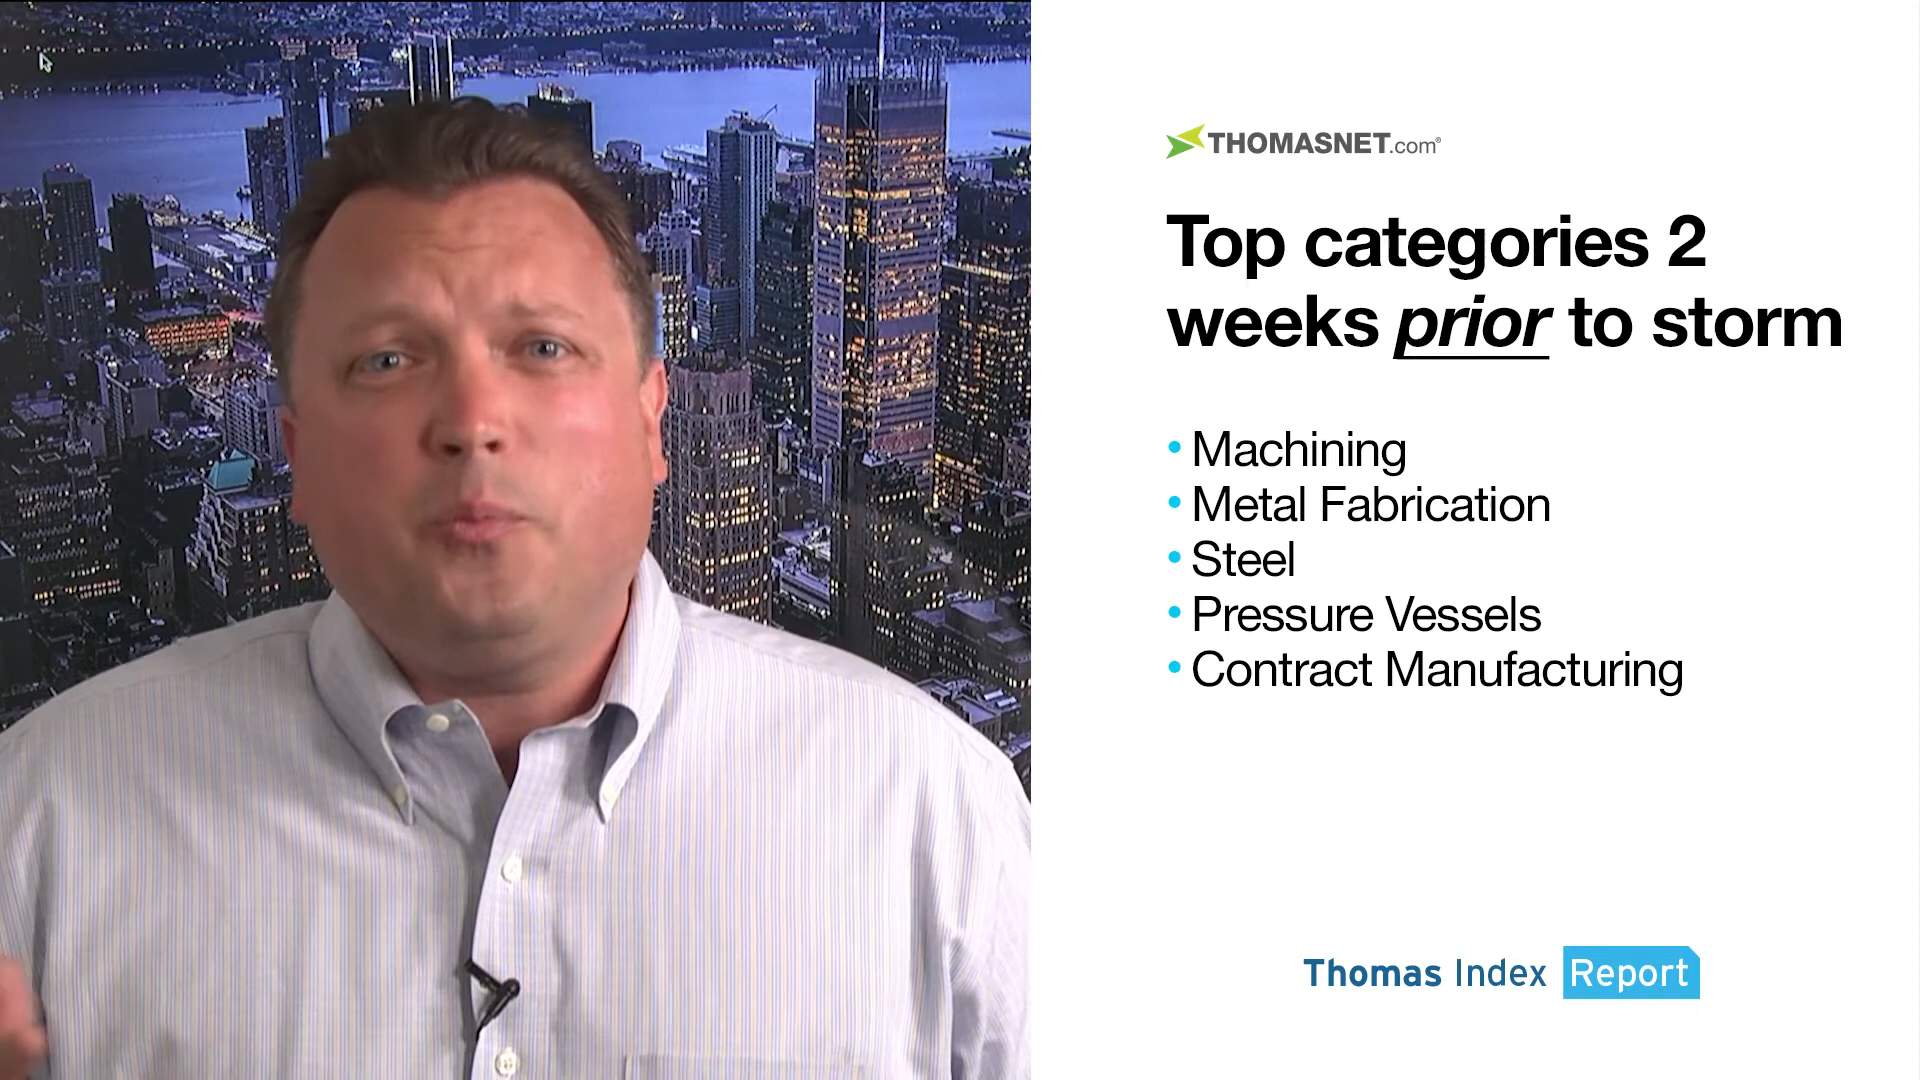 THOMASNET.com®
Top categories 2
weeks prior to storm
• Machining
• Metal Fabrication
• Steel
• Pressure Vessels
• Contract Manufacturing
Thomas Index Report